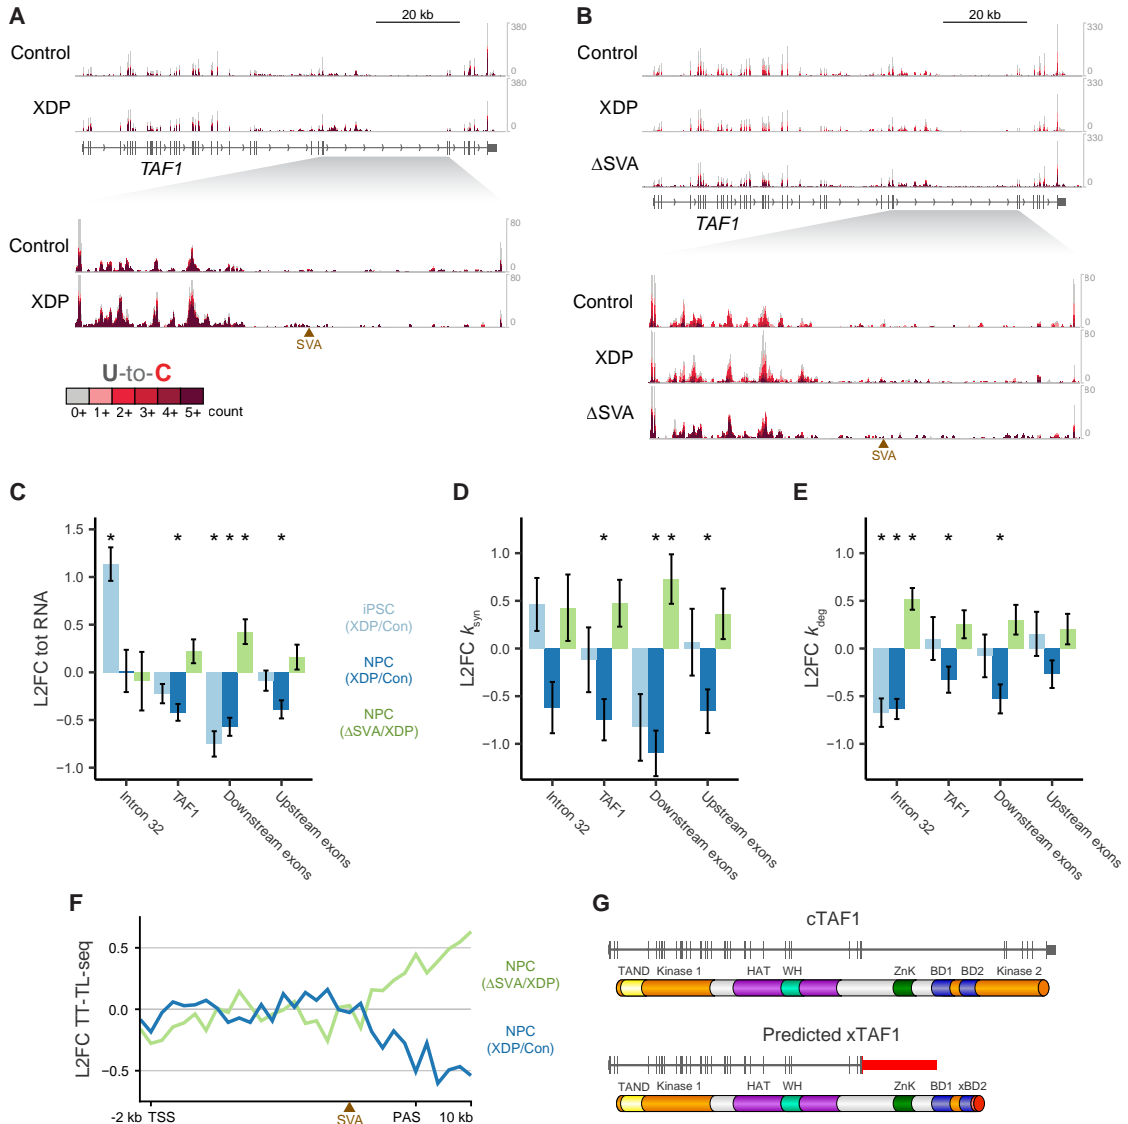 A
20 kb
Control
380
0
XDP
380
0
TAF1
Control
80
0
XDP
80
0
SVA
U-to-C
0+ 1+ 2+ 3+ 4+ 5+ count
B
20 kb
Control
330
0
XDP
330
0
ΔSVA
330
0
TAF1
Control
80
0
XDP
80
0
ΔSVA
80
0
SVA
C
L2FC tot RNA
1.5
1.0
0.5
0.0
−0.5
−1.0
* * * * * *
Intron 32
TAF1
Downstream exons
Upstream exons
iPSC
(XDP/Con)
NPC
(XDP/Con)
NPC
(ΔSVA/XDP)
D
L2FC ksyn
1.0
0.5
0.0
−0.5
−1.0
* * * *
Intron 32
TAF1
Downstream exons
Upstream exons
E
L2FC kdeg
1.0
0.5
0.0
−0.5
−1.0
* * * * *
Intron 32
TAF1
Downstream exons
Upstream exons
F
L2FC TT-TL-seq
0.5
0.0
−0.5
-2 kb TSS
SVA
PAS
10 kb
NPC
(ΔSVA/XDP)
NPC
(XDP/Con)
G
cTAF1
TAND Kinase 1 HAT WH ZnK BD1 BD2 Kinase 2
Predicted xTAF1
TAND Kinase 1 HAT WH ZnK BD1 xBD2